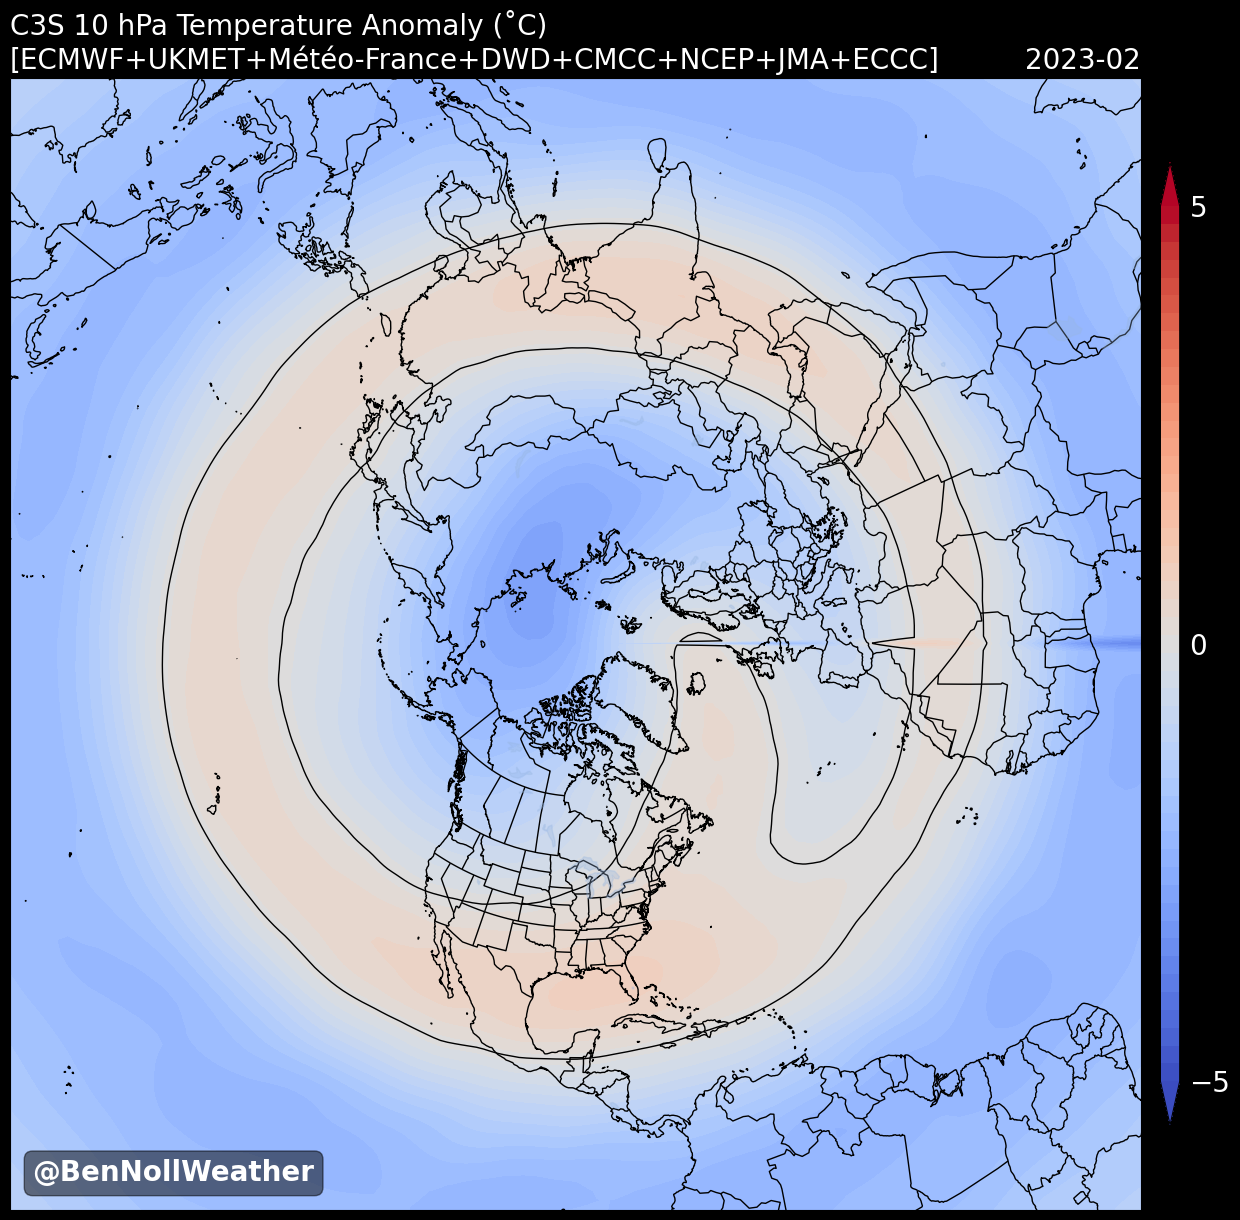 C3S 10 hPa Temperature Anomaly (˚C)
[ECMWF+UKMET+Météo-France+DWD+CMCC+NCEP+JMA+ECCC] 2023-02
5
0
−5
@BenNollWeather